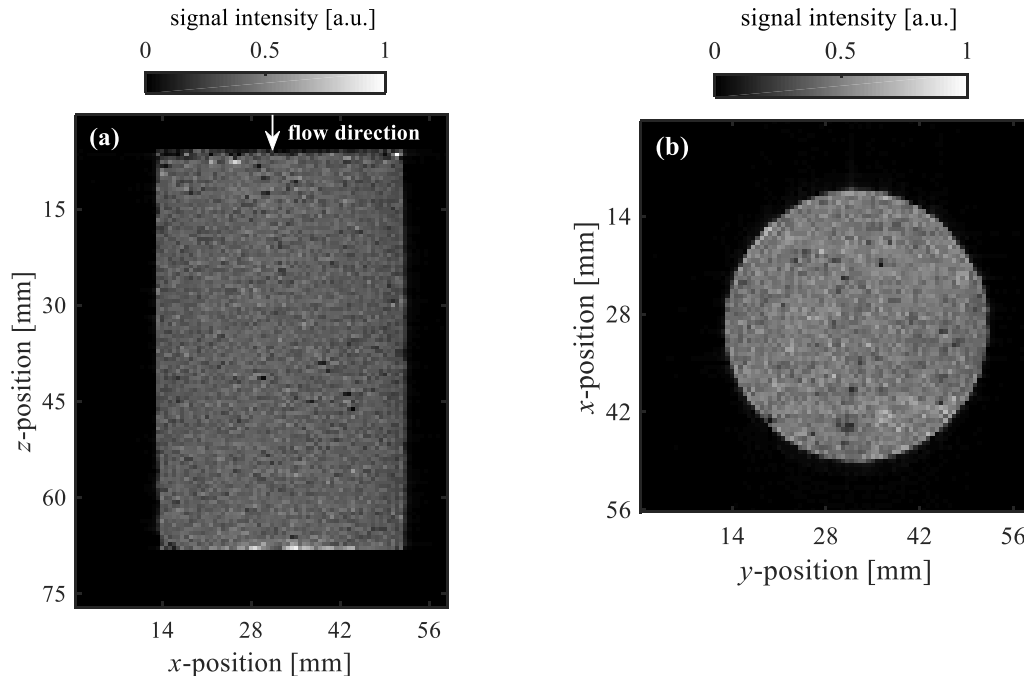 signal intensity [a.u.]
0 0.5 1
(a)
flow direction
15
30
45
60
75
z-position [mm]
14 28 42 56
x-position [mm]
signal intensity [a.u.]
0 0.5 1
(b)
14
28
42
56
x-position [mm]
14 28 42 56
y-position [mm]